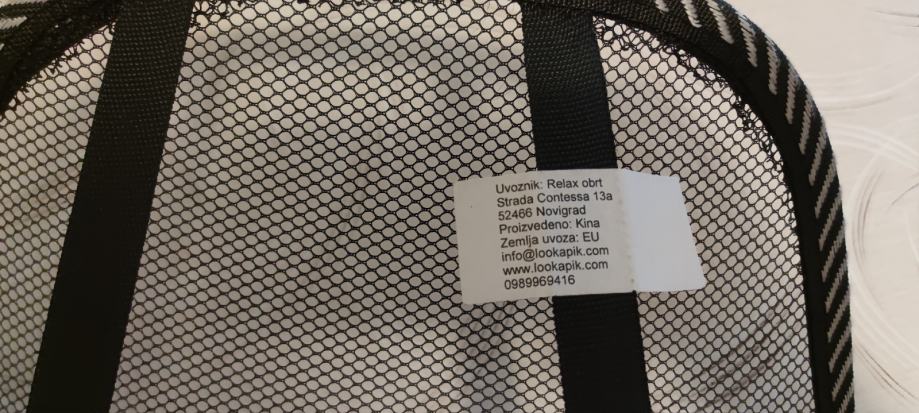 Uvoznik: Relax obrt
Strada Contessa 13a
52466 Novigrad
Proizvedeno: Kina
Zemlja uvoza: EU
info@lookapik.com
www.lookapik.com
0989969416